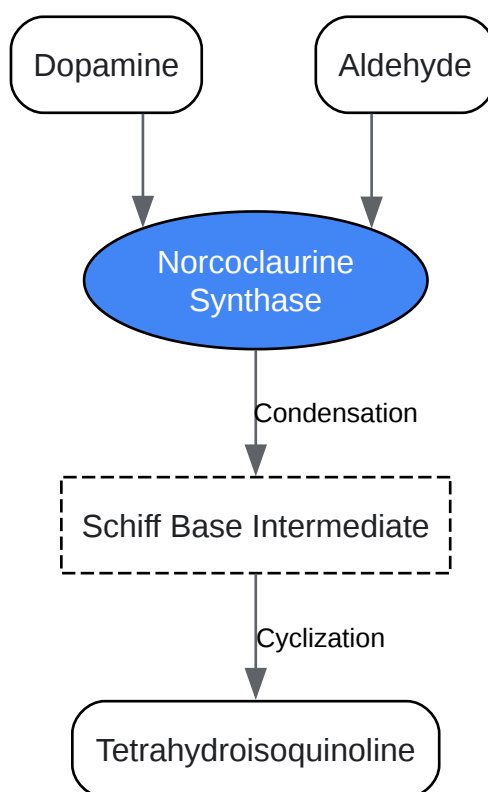 Dopamine
Aldehyde
Norcoclaurine
Synthase
Condensation
Schiff Base Intermediate
Cyclization
Tetrahydroisoquinoline